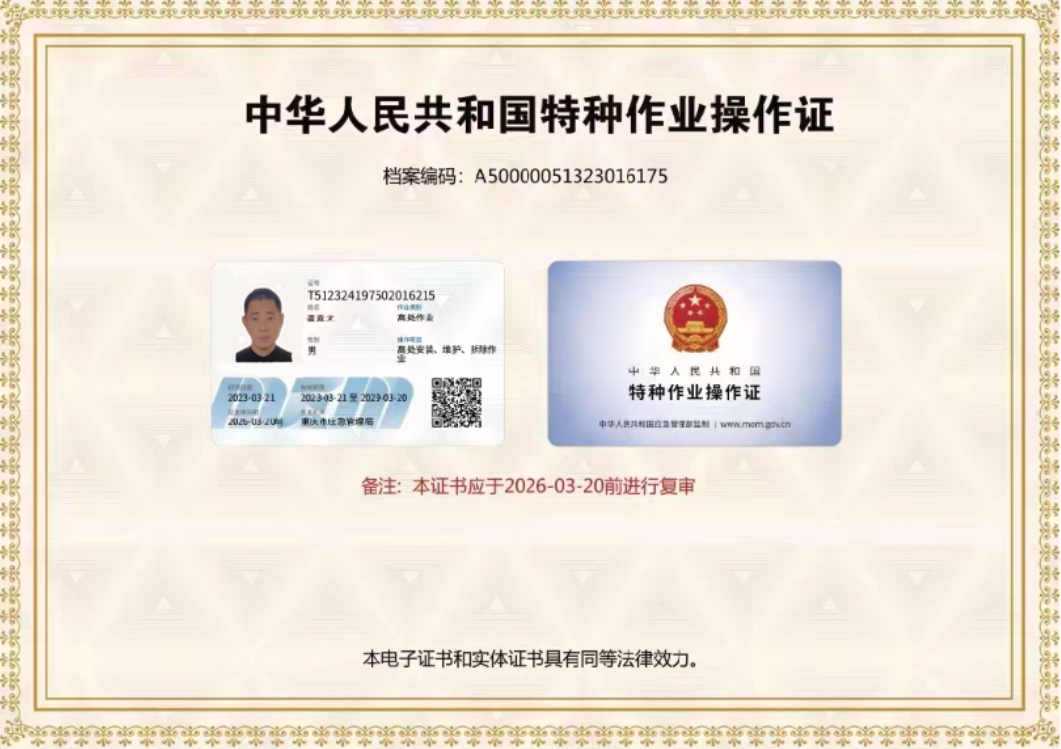 中华人民共和国特种作业操作证
档案编码：A50000051323016175
证号
T512324197502016215
姓名
作业类别
高处作业
性别
男
操作项目
高处安装、维护、拆除作
业
初领日期
2023-03-21
有效期限
2023-03-21 至 2029-03-20
应复审日期
2026-03-20前
签发机关
重庆市应急管理局
中华人民共和国
特种作业操作证
中华人民共和国应急管理部监制 | www.mem.gov.cn
备注：本证书应于2026-03-20前进行复审
本电子证书和实体证书具有同等法律效力。